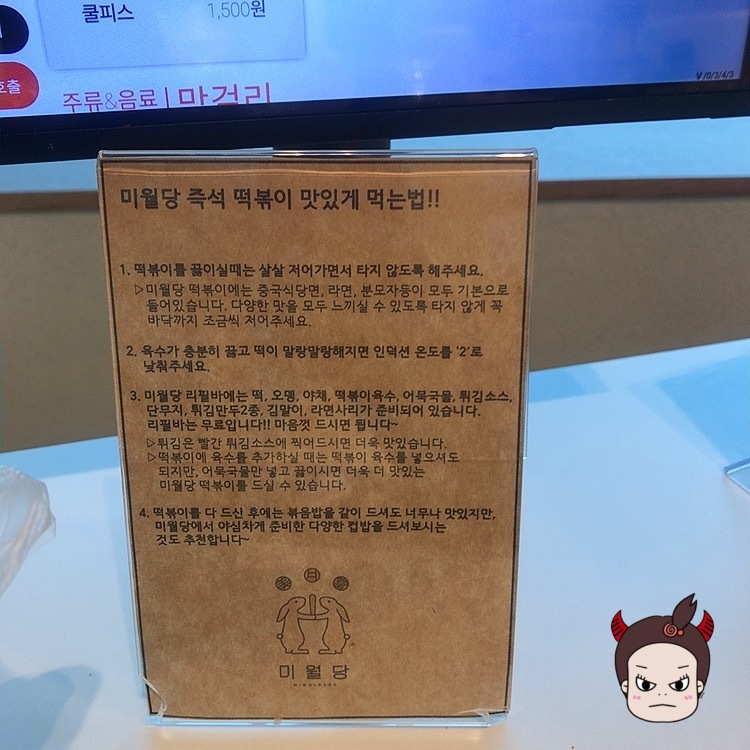 쿨피스 1,500원
호출
주류&음료 | 막걸리
V /0/3/4/3
미월당 즉석 떡볶이 맛있게 먹는법!!
1. 떡볶이를 끓이실때는 살살 저어가면서 타지 않도록 해주세요.
▷미월당 떡볶이에는 중국식당면, 라면, 분모자등이 모두 기본으로
들어있습니다. 다양한 맛을 모두 느끼실 수 있도록 타지 않게 꼭
바닥까지 조금씩 저어주세요.
2. 육수가 충분히 끓고 떡이 말랑말랑해지면 인덕션 온도를 '2'로
낮춰주세요.
3. 미월당 리필바에는 떡, 오뎅, 야채, 떡볶이육수, 어묵국물, 튀김소스,
단무지, 튀김만두2종, 김말이, 라면사리가 준비되어 있습니다.
리필바는 무료입니다!! 마음껏 드시면 됩니다~
▷튀김은 빨간 튀김소스에 찍어드시면 더욱 맛있습니다.
▷떡볶이에 육수를 추가하실 때는 떡볶이 육수를 넣으셔도
되지만, 어묵국물만 넣고 끓이시면 더욱 더 맛있는
미월당 떡볶이를 드실 수 있습니다.
4. 떡볶이를 다 드신 후에는 볶음밥을 같이 드셔도 너무나 맛있지만,
미월당에서 야심차게 준비한 다양한 컵밥을 드셔보시는
것도 추천합니다~
미월당